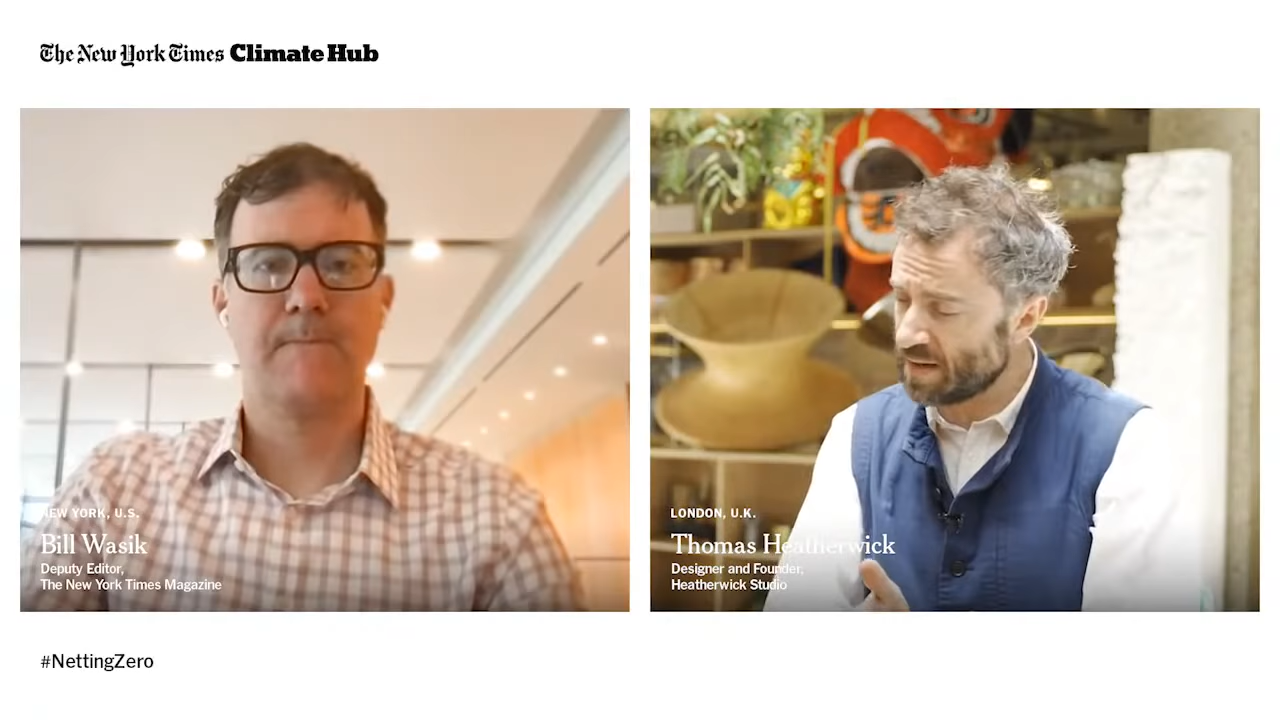 The New York Times Climate Hub
NEW YORK, U.S.
Bill Wasik
Deputy Editor,
The New York Times Magazine
LONDON, U.K.
Thomas Heatherwick
Designer and Founder,
Heatherwick Studio
#NettingZero